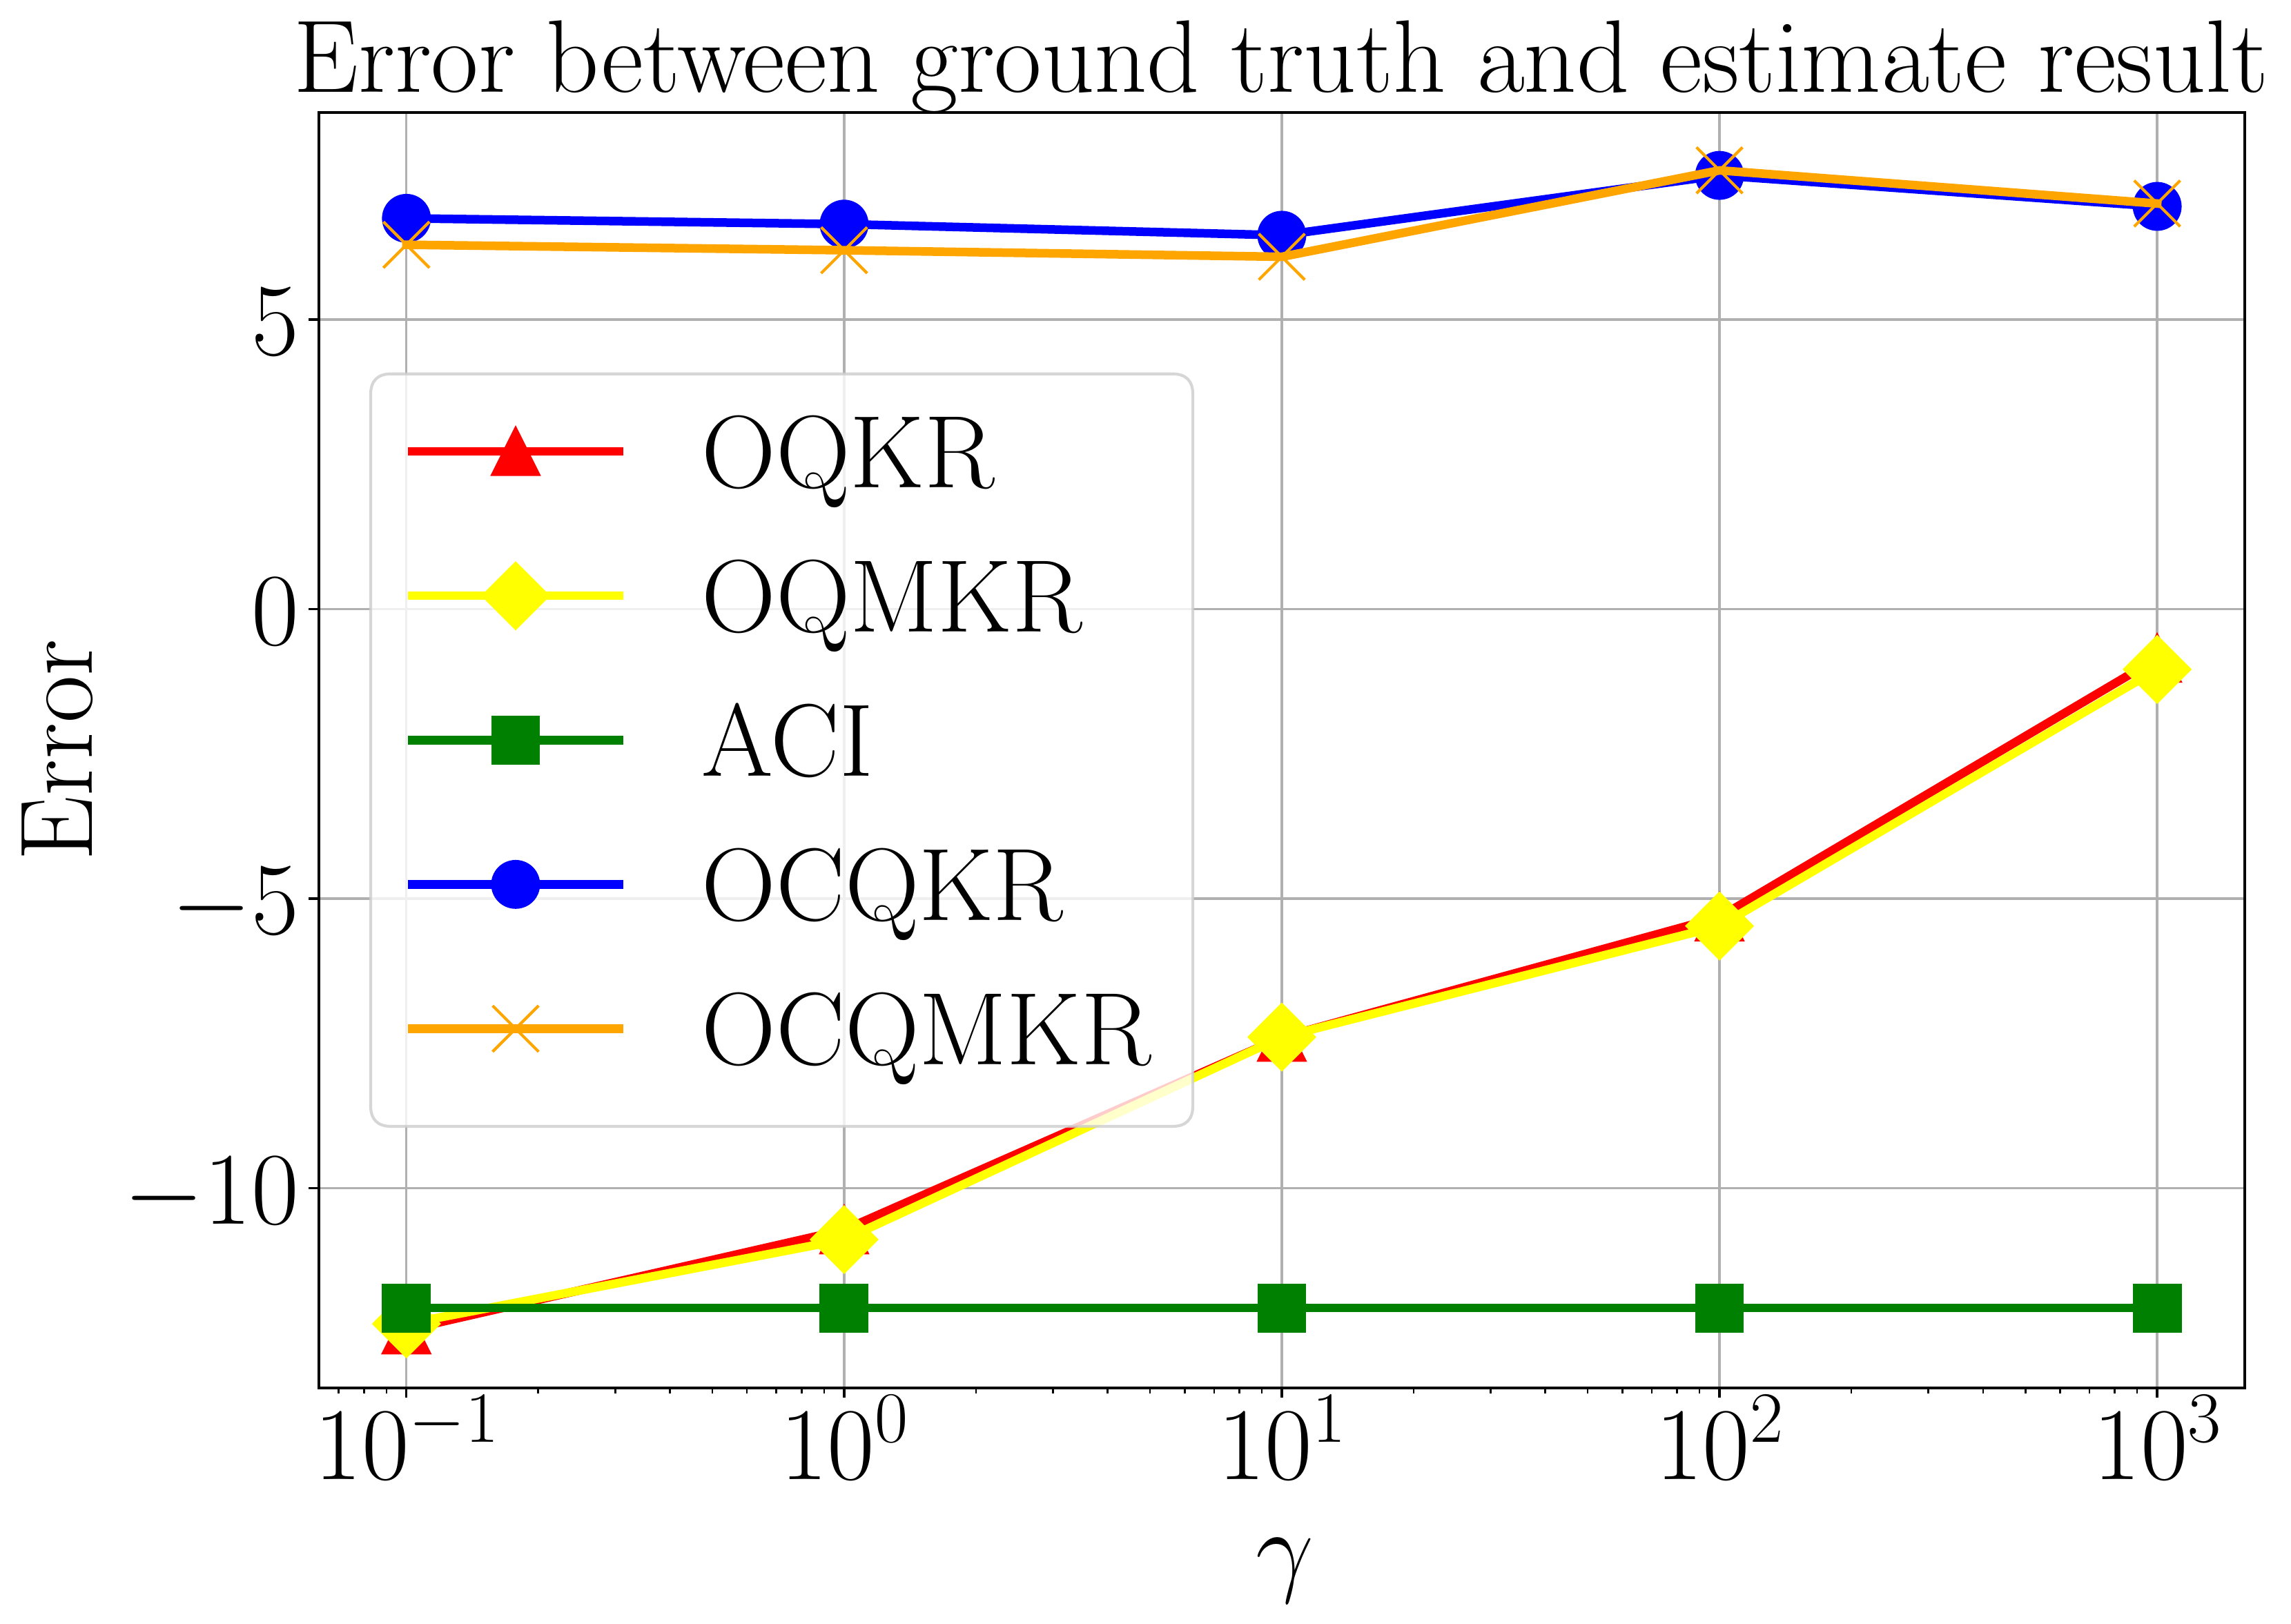 Error between ground truth and estimate result
5
0
−5
−10
Error
OQKR
OQMKR
ACI
OCQKR
OCQMKR
10⁻¹ 10⁰ 10¹ 10² 10³
γ